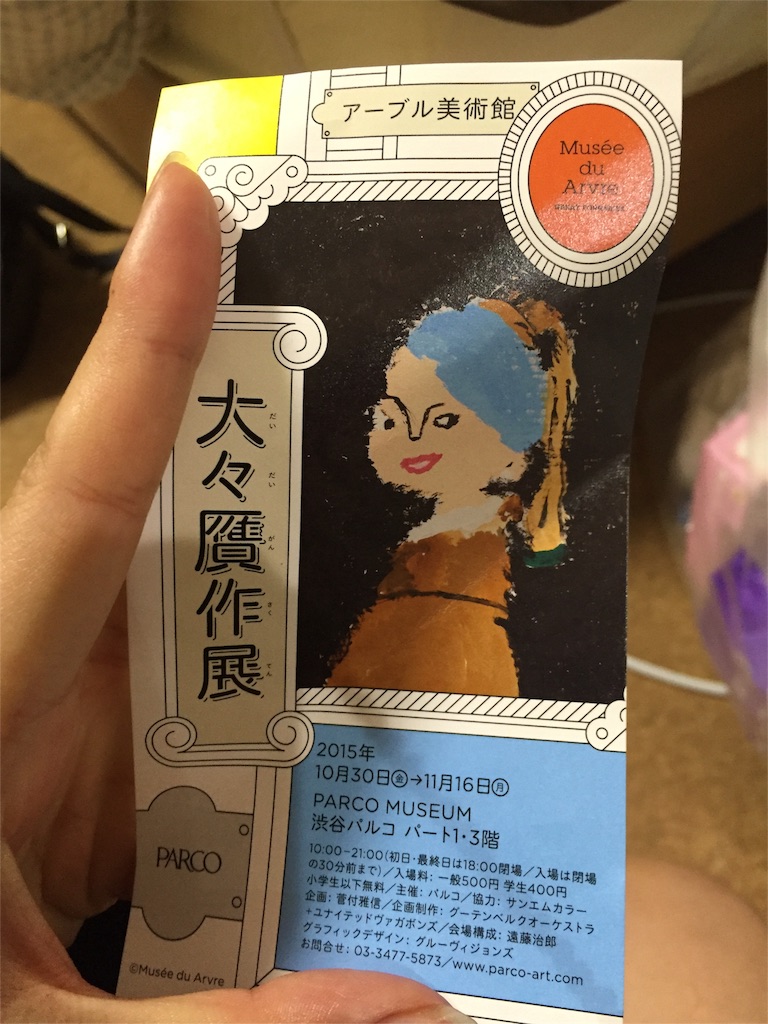 アーブル美術館
Musée
du
Arvre
大々贋作展
だい だい がん さく てん
2015年
10月30日㊎→11月16日㊊
PARCO MUSEUM
渋谷パルコ パート1・3階
10:00-21:00(初日・最終日は18:00閉場/入場は閉場
の30分前まで)/入場料: 一般500円 学生400円
小学生以下無料/主催: パルコ/協力: サンエムカラー
企画: 菅付雅信/企画制作: グーテンベルクオーケストラ
+ユナイテッドヴァガボンズ/会場構成: 遠藤治郎
グラフィックデザイン: グルーヴィジョンズ
お問合せ: 03-3477-5873/www.parco-art.com
PARCO
©Musée du Arvre